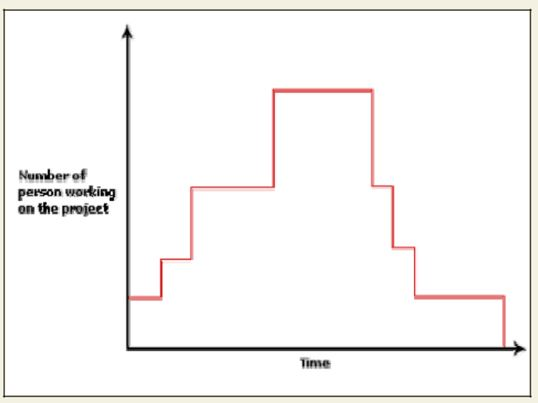 Number of
person working
on the project
Time